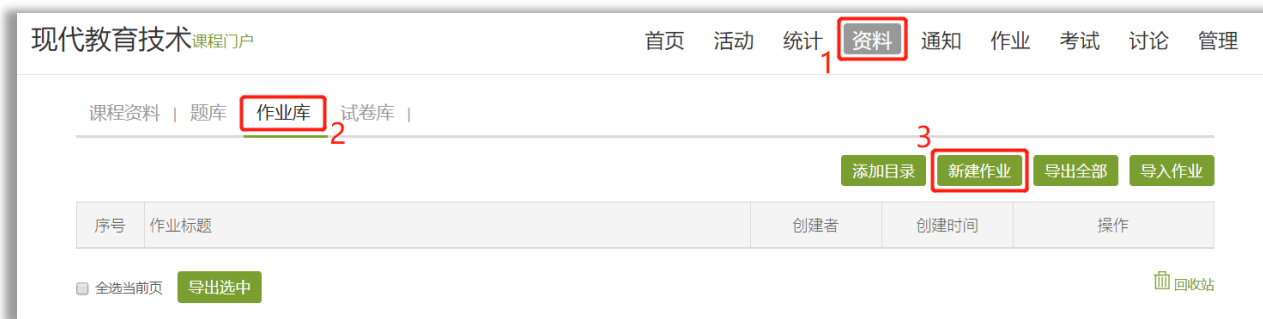 现代教育技术课程门户 首页 活动 统计 资料 通知 作业 考试 讨论 管理
1
课程资料 | 题库 作业库 试卷库 |
2
3
添加目录 新建作业 导出全部 导入作业
序号 作业标题 创建者 创建时间 操作
全选当前页 导出选中 回收站